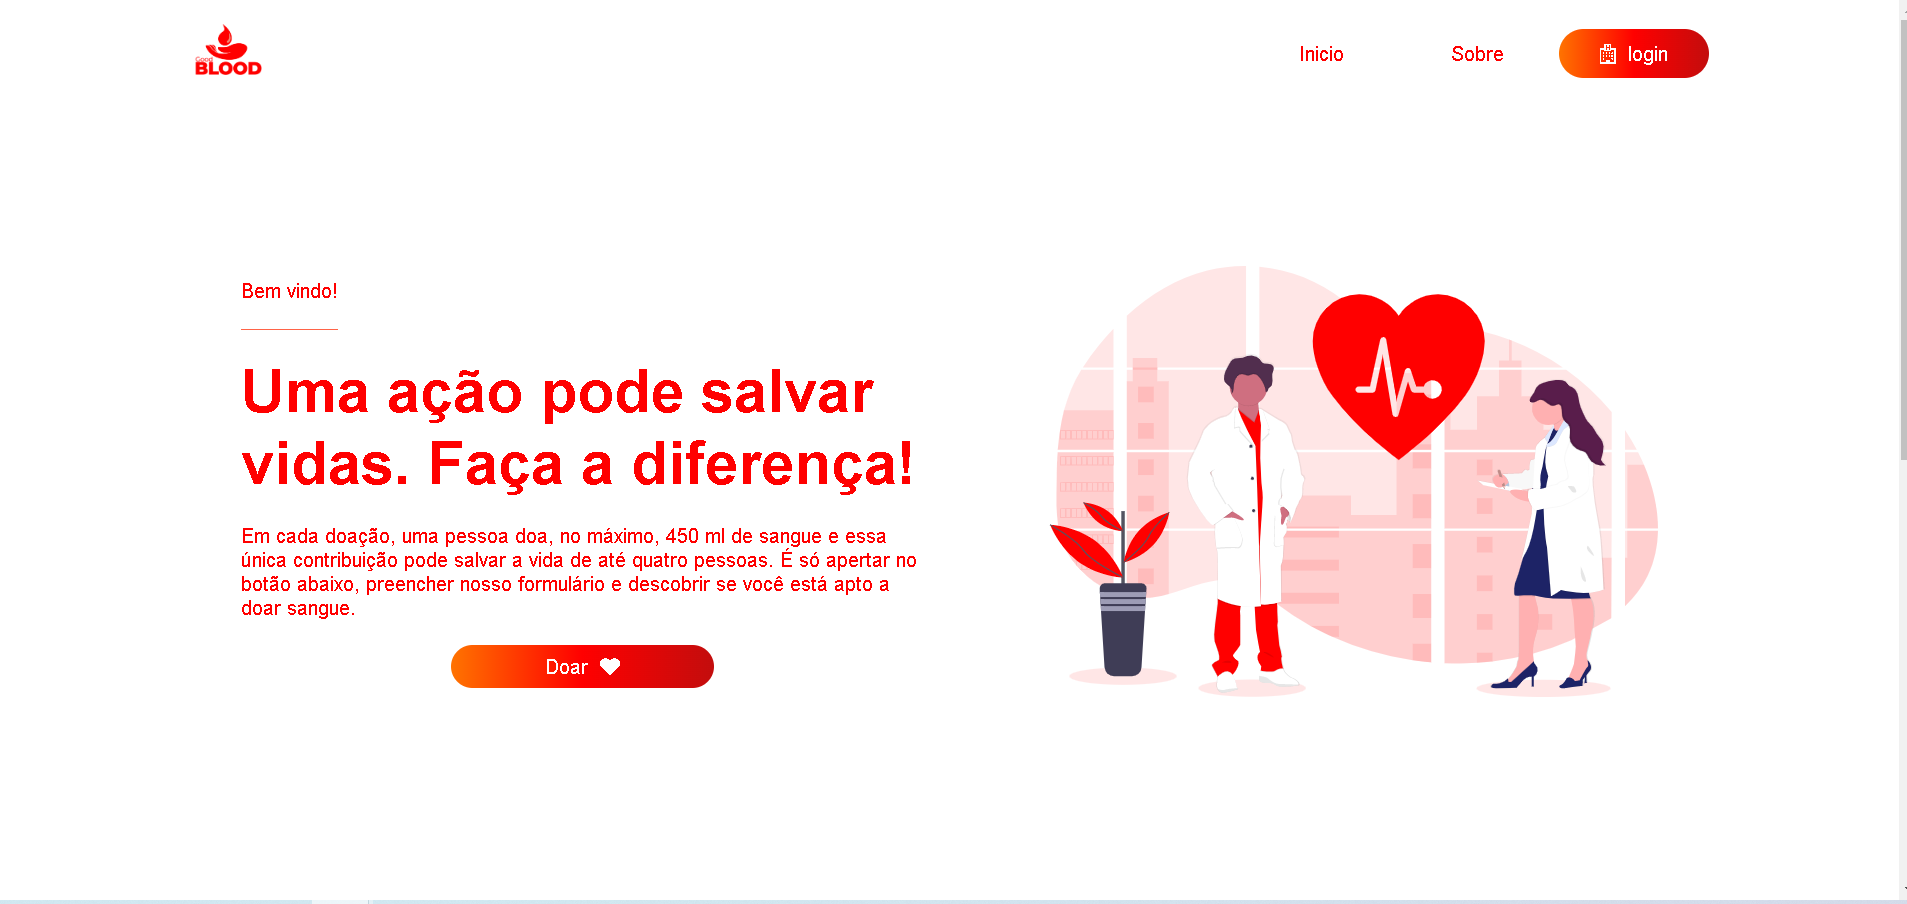 Good
BLOOD
Inicio
Sobre
login
Bem vindo!
Uma ação pode salvar
vidas. Faça a diferença!
Em cada doação, uma pessoa doa, no máximo, 450 ml de sangue e essa
única contribuição pode salvar a vida de até quatro pessoas. É só apertar no
botão abaixo, preencher nosso formulário e descobrir se você está apto a
doar sangue.
Doar